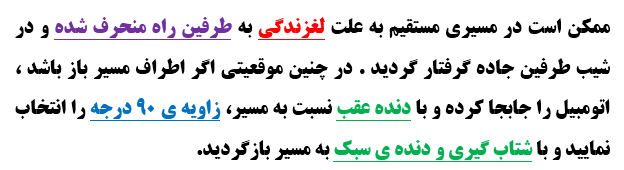 ممکن است در مسیری مستقیم به علت لغزندگی به طرفین راه منحرف شده و در
شیب طرفین جاده گرفتار گردید . در چنین موقعیتی اگر اطراف مسیر باز باشد ،
اتومبیل را جابجا کرده و با دنده عقب نسبت به مسیر، زاویه ی ۹۰ درجه را انتخاب
نمایید و با شتاب گیری و دنده ی سبک به مسیر بازگردید.